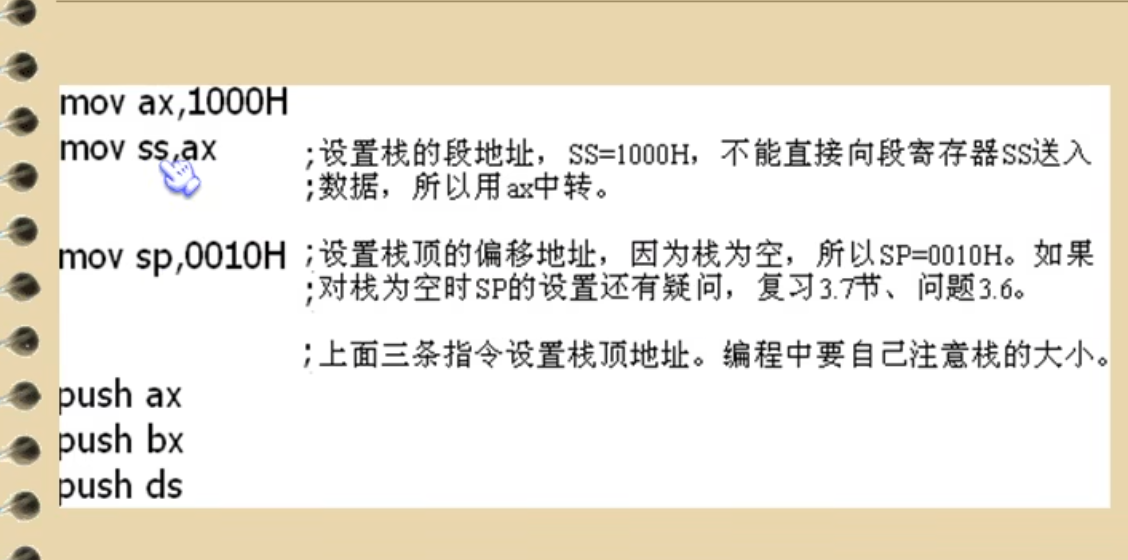 mov ax,1000H
mov ss,ax ;设置栈的段地址，SS=1000H，不能直接向段寄存器SS送入
;数据，所以用ax中转。
mov sp,0010H ;设置栈顶的偏移地址，因为栈为空，所以SP=0010H。如果
;对栈为空时SP的设置还有疑问，复习3.7节、问题3.6。
;上面三条指令设置栈顶地址。编程中要自己注意栈的大小。
push ax
push bx
push ds